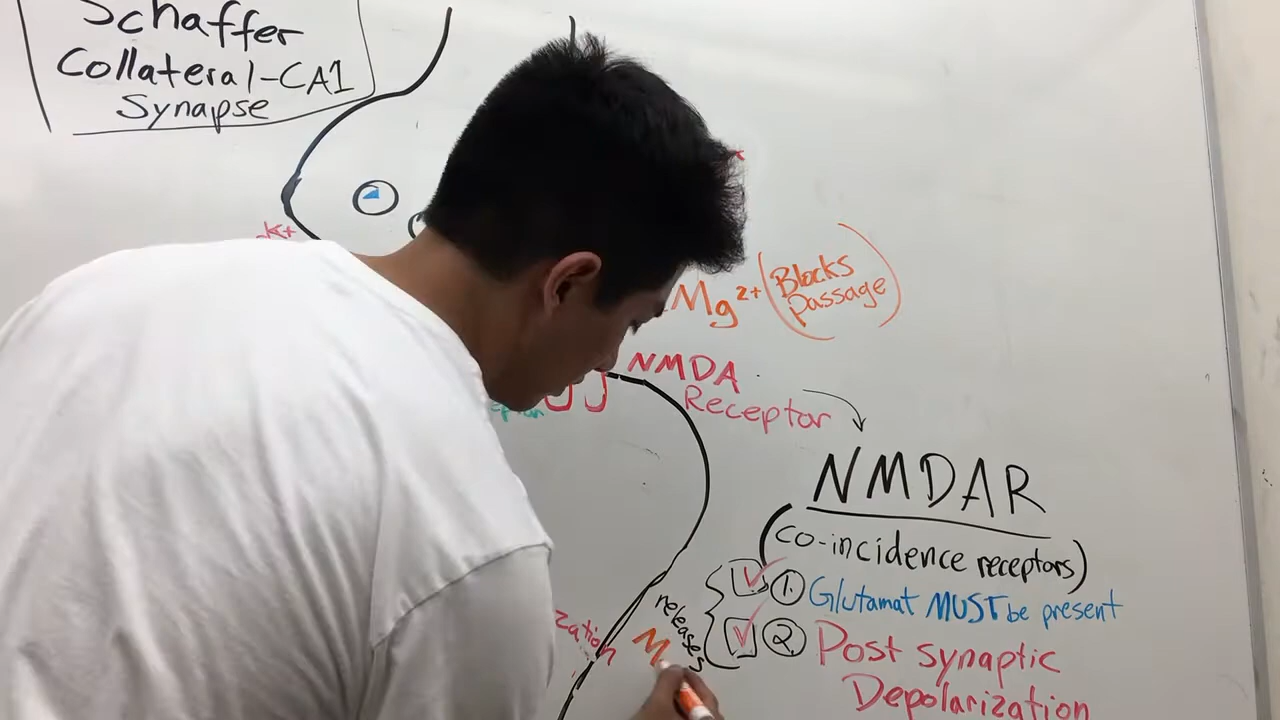 Schaffer
Collateral-CA1
Synapse
K+
Mg2+ (Blocks
Passage)
NMDA
Receptor
NMDAR
(co-incidence receptors)
1. Glutamat MUST be present
2. Post synaptic
Depolarization
releases
M